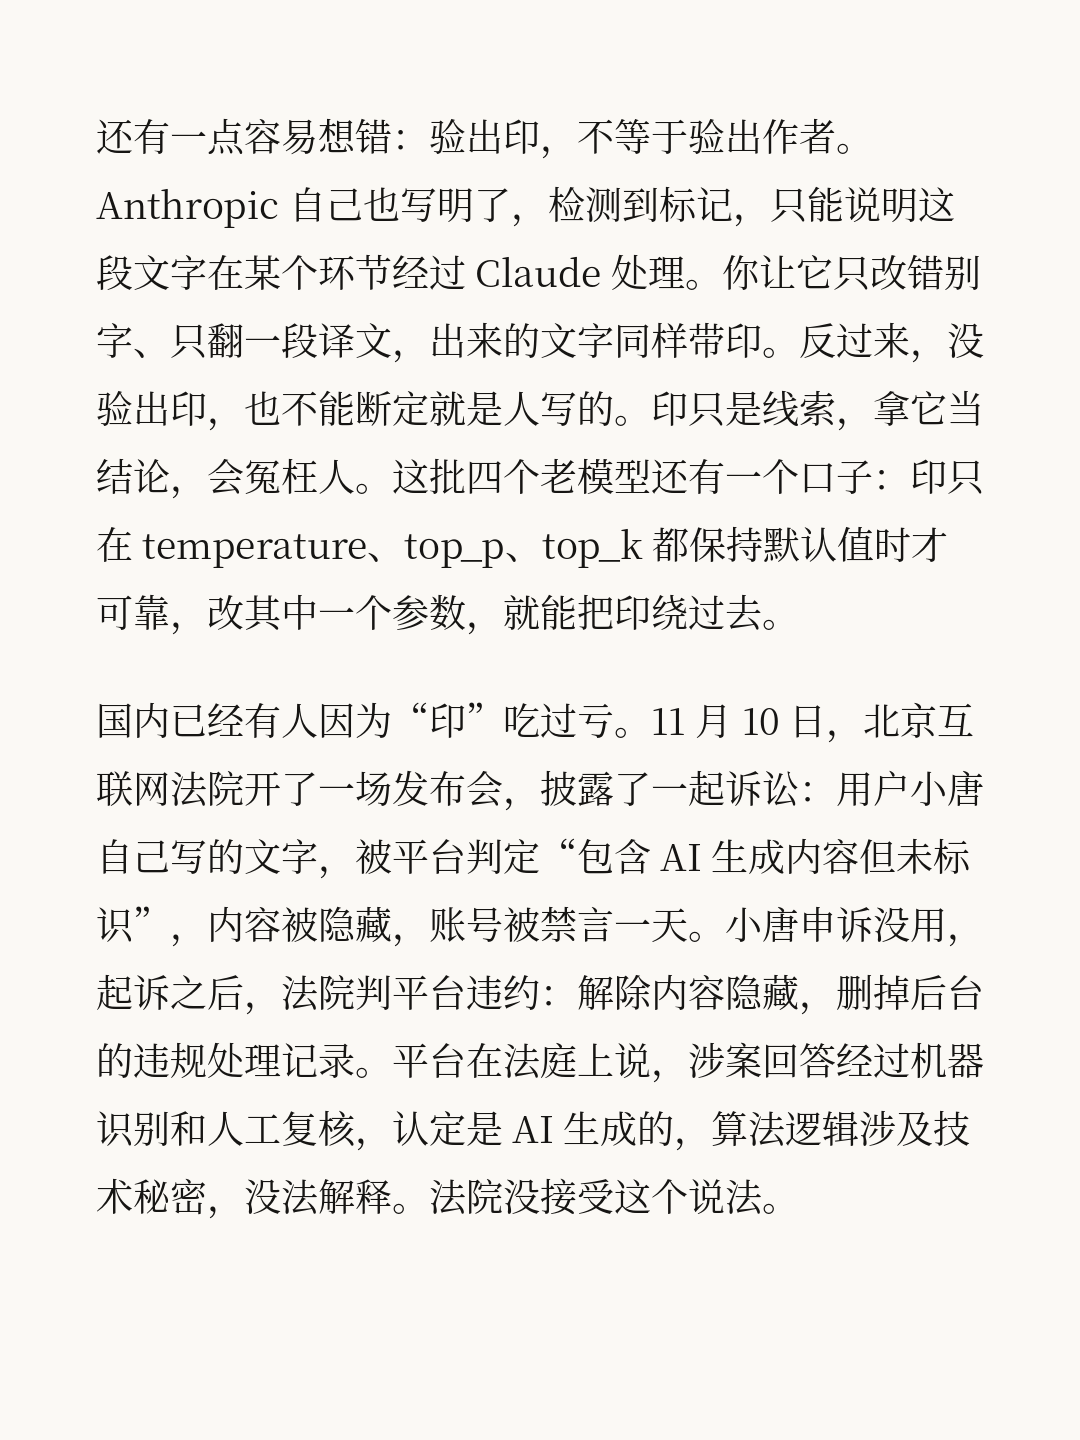 还有一点容易想错：验出印，不等于验出作者。
Anthropic 自己也写明了，检测到标记，只能说明这
段文字在某个环节经过 Claude 处理。你让它只改错别
字、只翻一段译文，出来的文字同样带印。反过来，没
验出印，也不能断定就是人写的。印只是线索，拿它当
结论，会冤枉人。这批四个老模型还有一个口子：印只
在 temperature、top_p、top_k 都保持默认值时才
可靠，改其中一个参数，就能把印绕过去。
国内已经有人因为“印”吃过亏。11 月 10 日，北京互
联网法院开了一场发布会，披露了一起诉讼：用户小唐
自己写的文字，被平台判定“包含 AI 生成内容但未标
识”，内容被隐藏，账号被禁言一天。小唐申诉没用，
起诉之后，法院判平台违约：解除内容隐藏，删掉后台
的违规处理记录。平台在法庭上说，涉案回答经过机器
识别和人工复核，认定是 AI 生成的，算法逻辑涉及技
术秘密，没法解释。法院没接受这个说法。